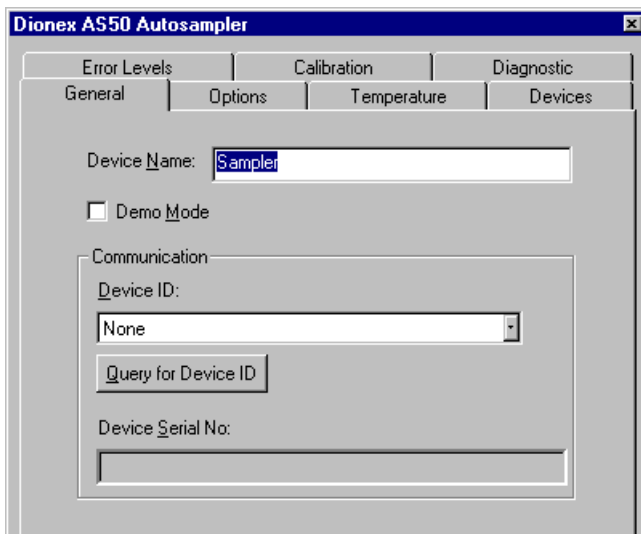 Dionex AS50 Autosampler
Error Levels Calibration Diagnostic
General Options Temperature Devices
Device Name: Sampler
Demo Mode
Communication
Device ID:
None
Query for Device ID
Device Serial No: